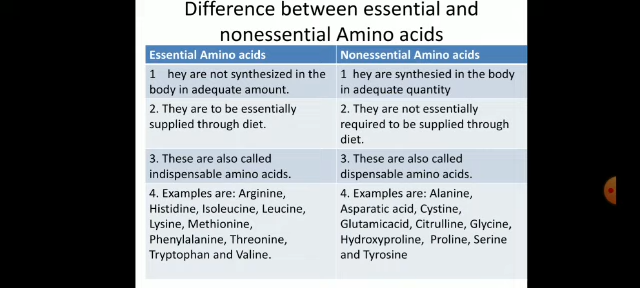 Difference between essential and
nonessential Amino acids
Essential Amino acids
Nonessential Amino acids
1 hey are not synthesized in the
body in adequate amount.
1 hey are synthesied in the body
in adequate quantity
2. They are to be essentially
supplied through diet.
2. They are not essentially
required to be supplied through
diet.
3. These are also called
indispensable amino acids.
3. These are also called
dispensable amino acids.
4. Examples are: Arginine,
Histidine, Isoleucine, Leucine,
Lysine, Methionine,
Phenylalanine, Threonine,
Tryptophan and Valine.
4. Examples are: Alanine,
Asparatic acid, Cystine,
Glutamicacid, Citrulline, Glycine,
Hydroxyproline, Proline, Serine
and Tyrosine